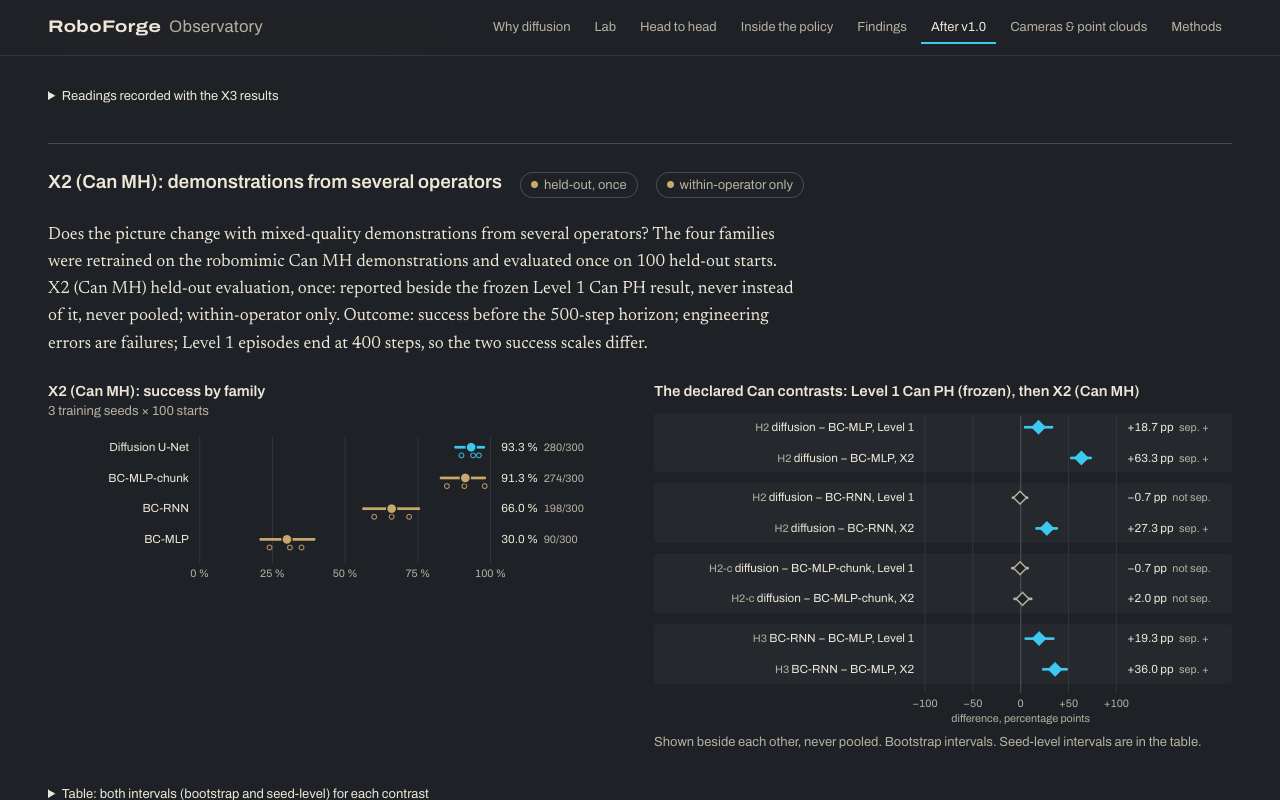 RoboForge Observatory
Why diffusion
Lab
Head to head
Inside the policy
Findings
After v1.0
Cameras & point clouds
Methods
Readings recorded with the X3 results
X2 (Can MH): demonstrations from several operators
held-out, once
within-operator only
Does the picture change with mixed-quality demonstrations from several operators? The four families
were retrained on the robomimic Can MH demonstrations and evaluated once on 100 held-out starts.
X2 (Can MH) held-out evaluation, once: reported beside the frozen Level 1 Can PH result, never instead
of it, never pooled; within-operator only. Outcome: success before the 500-step horizon; engineering
errors are failures; Level 1 episodes end at 400 steps, so the two success scales differ.
X2 (Can MH): success by family
3 training seeds × 100 starts
Diffusion U-Net 93.3 % 280/300
BC-MLP-chunk 91.3 % 274/300
BC-RNN 66.0 % 198/300
BC-MLP 30.0 % 90/300
0 % 25 % 50 % 75 % 100 %
The declared Can contrasts: Level 1 Can PH (frozen), then X2 (Can MH)
H2 diffusion − BC-MLP, Level 1 +18.7 pp sep. +
H2 diffusion − BC-MLP, X2 +63.3 pp sep. +
H2 diffusion − BC-RNN, Level 1 −0.7 pp not sep.
H2 diffusion − BC-RNN, X2 +27.3 pp sep. +
H2-c diffusion − BC-MLP-chunk, Level 1 −0.7 pp not sep.
H2-c diffusion − BC-MLP-chunk, X2 +2.0 pp not sep.
H3 BC-RNN − BC-MLP, Level 1 +19.3 pp sep. +
H3 BC-RNN − BC-MLP, X2 +36.0 pp sep. +
−100 −50 0 +50 +100
difference, percentage points
Shown beside each other, never pooled. Bootstrap intervals. Seed-level intervals are in the table.
Table: both intervals (bootstrap and seed-level) for each contrast